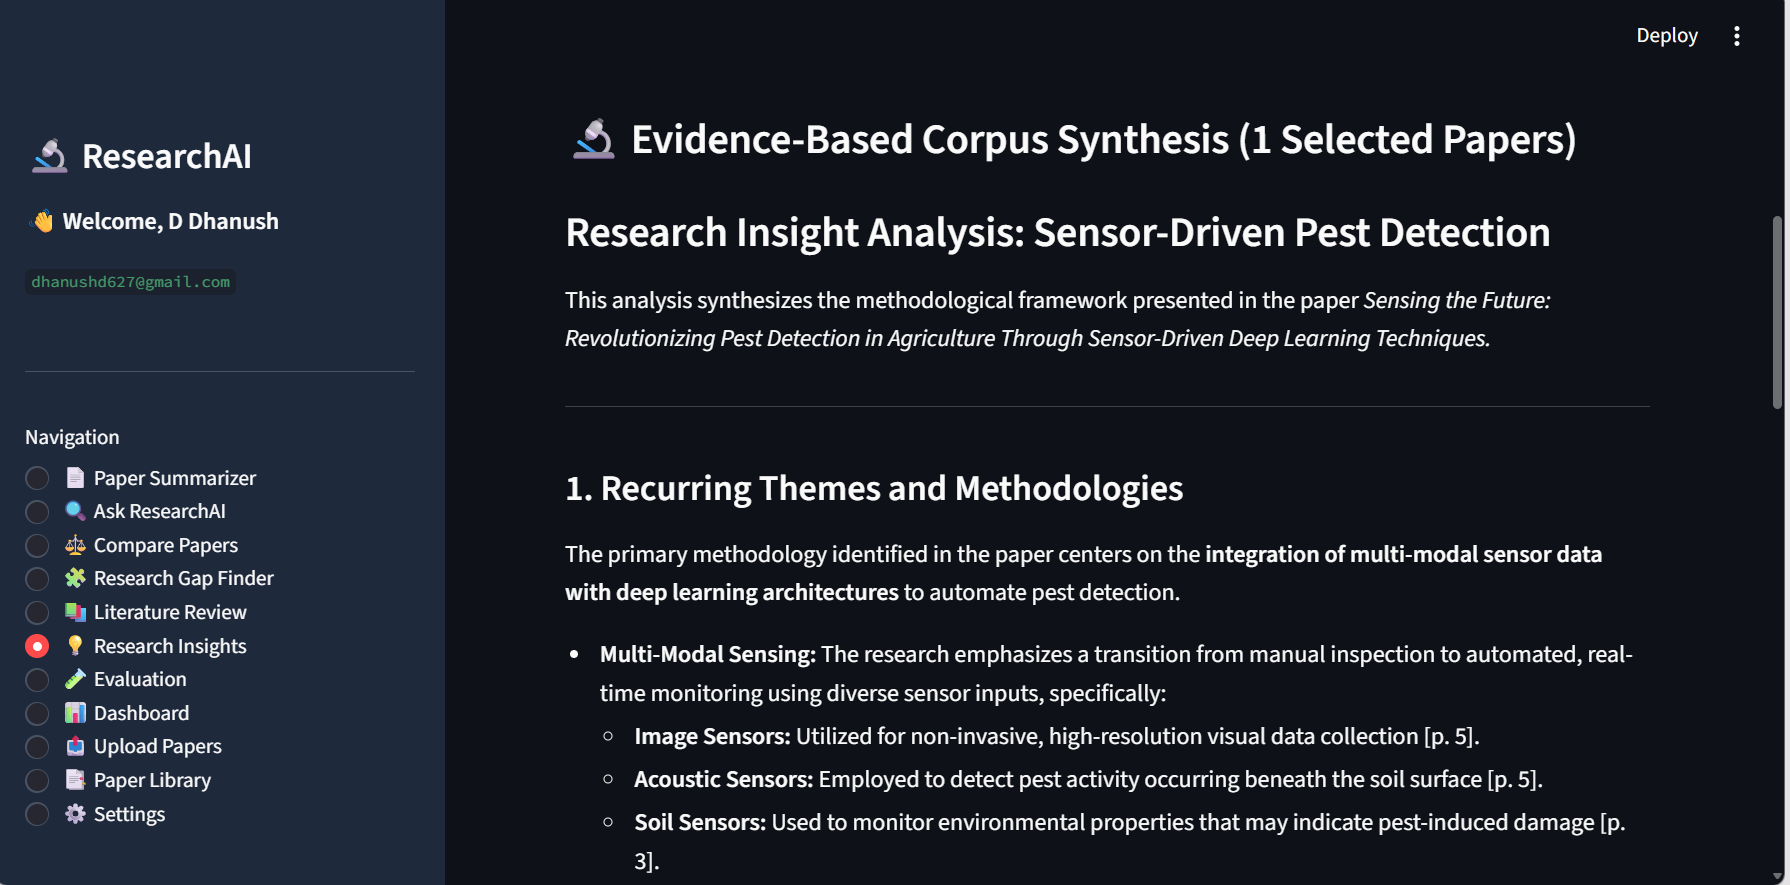 Deploy
ResearchAI
Welcome, D Dhanush
dhanushd627@gmail.com
Navigation
Paper Summarizer
Ask ResearchAI
Compare Papers
Research Gap Finder
Literature Review
Research Insights
Evaluation
Dashboard
Upload Papers
Paper Library
Settings
Evidence-Based Corpus Synthesis (1 Selected Papers)
Research Insight Analysis: Sensor-Driven Pest Detection
This analysis synthesizes the methodological framework presented in the paper Sensing the Future:
Revolutionizing Pest Detection in Agriculture Through Sensor-Driven Deep Learning Techniques.
1. Recurring Themes and Methodologies
The primary methodology identified in the paper centers on the integration of multi-modal sensor data
with deep learning architectures to automate pest detection.
• Multi-Modal Sensing: The research emphasizes a transition from manual inspection to automated, real-
time monitoring using diverse sensor inputs, specifically:
◦ Image Sensors: Utilized for non-invasive, high-resolution visual data collection [p. 5].
◦ Acoustic Sensors: Employed to detect pest activity occurring beneath the soil surface [p. 5].
◦ Soil Sensors: Used to monitor environmental properties that may indicate pest-induced damage [p.
3].